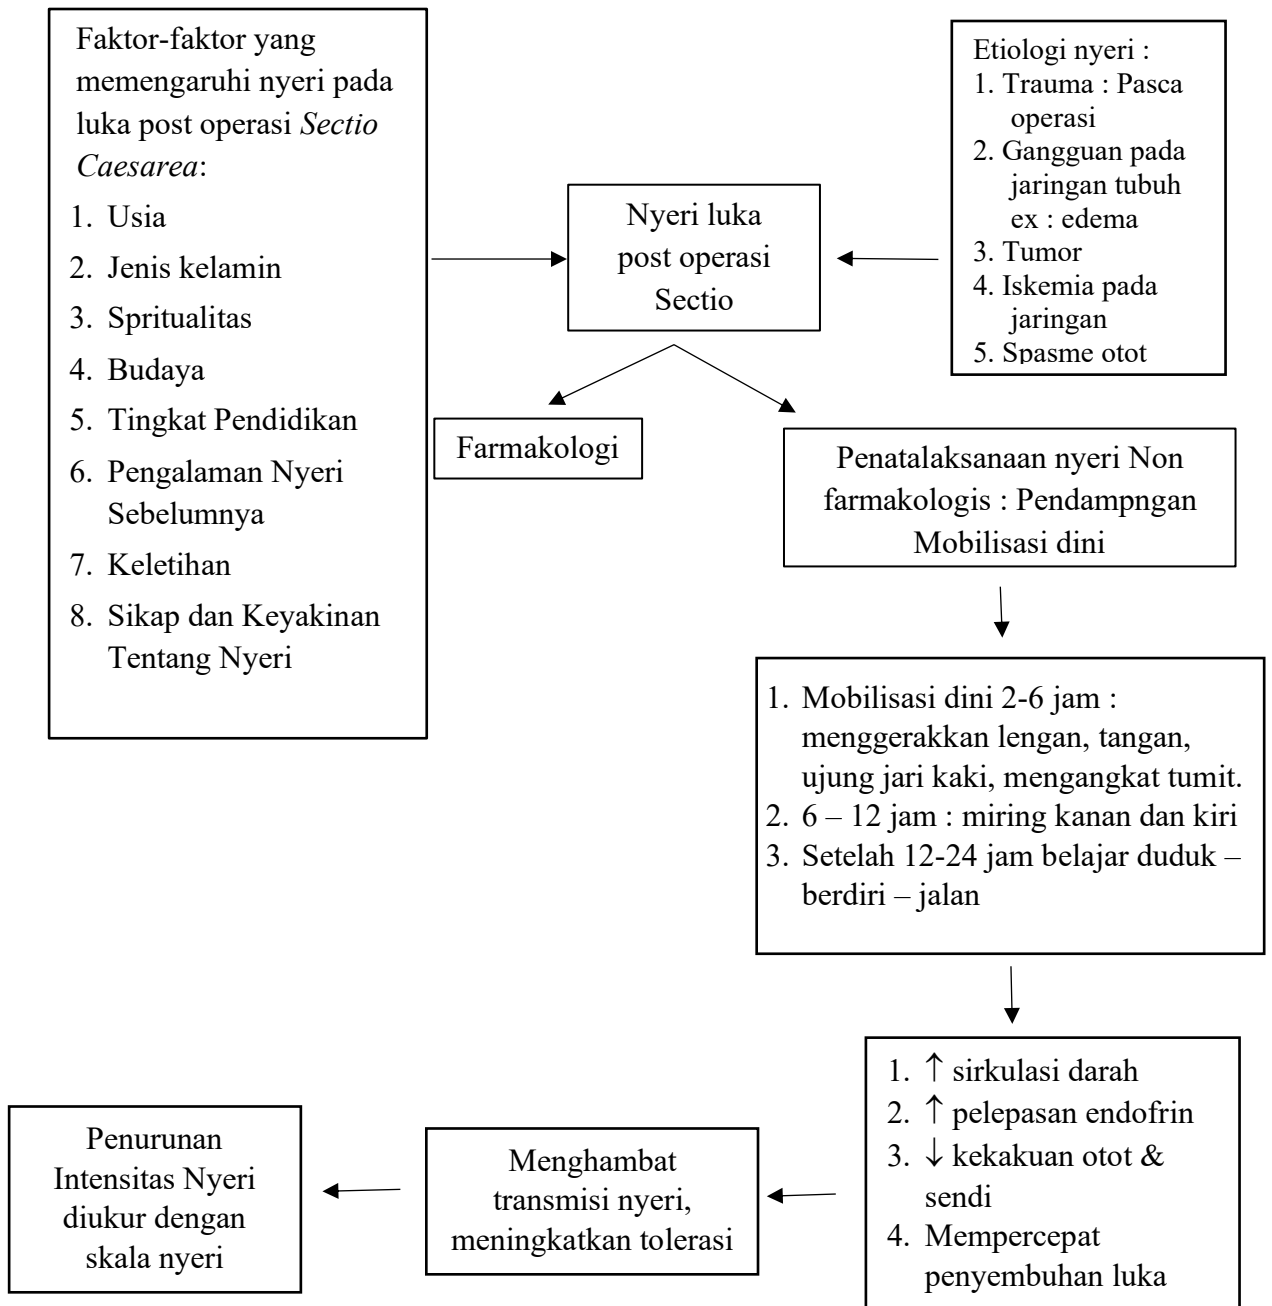 Faktor-faktor yang
memengaruhi nyeri pada
luka post operasi Sectio
Caesarea:
1. Usia
2. Jenis kelamin
3. Spritualitas
4. Budaya
5. Tingkat Pendidikan
6. Pengalaman Nyeri
Sebelumnya
7. Keletihan
8. Sikap dan Keyakinan
Tentang Nyeri
Nyeri luka
post operasi
Sectio
Etiologi nyeri :
1. Trauma : Pasca
operasi
2. Gangguan pada
jaringan tubuh
ex : edema
3. Tumor
4. Iskemia pada
jaringan
5. Spasme otot
Farmakologi
Penatalaksanaan nyeri Non
farmakologis : Pendampngan
Mobilisasi dini
1. Mobilisasi dini 2-6 jam :
menggerakkan lengan, tangan,
ujung jari kaki, mengangkat tumit.
2. 6 – 12 jam : miring kanan dan kiri
3. Setelah 12-24 jam belajar duduk –
berdiri – jalan
1. ↑ sirkulasi darah
2. ↑ pelepasan endofrin
3. ↓ kekakuan otot &
sendi
4. Mempercepat
penyembuhan luka
Menghambat
transmisi nyeri,
meningkatkan tolerasi
Penurunan
Intensitas Nyeri
diukur dengan
skala nyeri